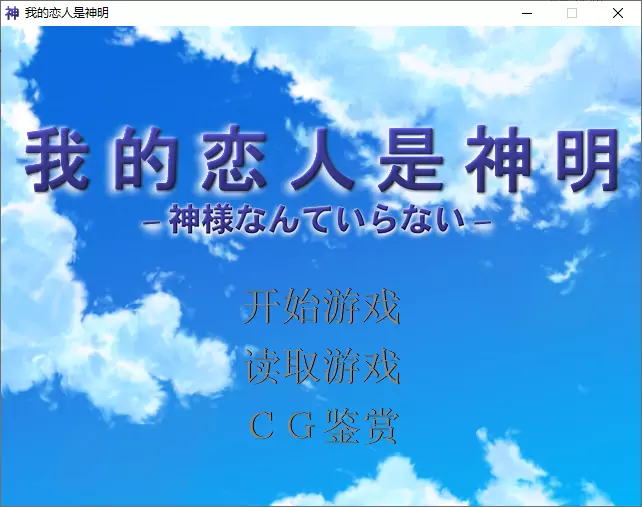 神 我的恋人是神明
我的恋人是神明
–神様なんていらない–
开始游戏
读取游戏
ＣＧ鉴赏